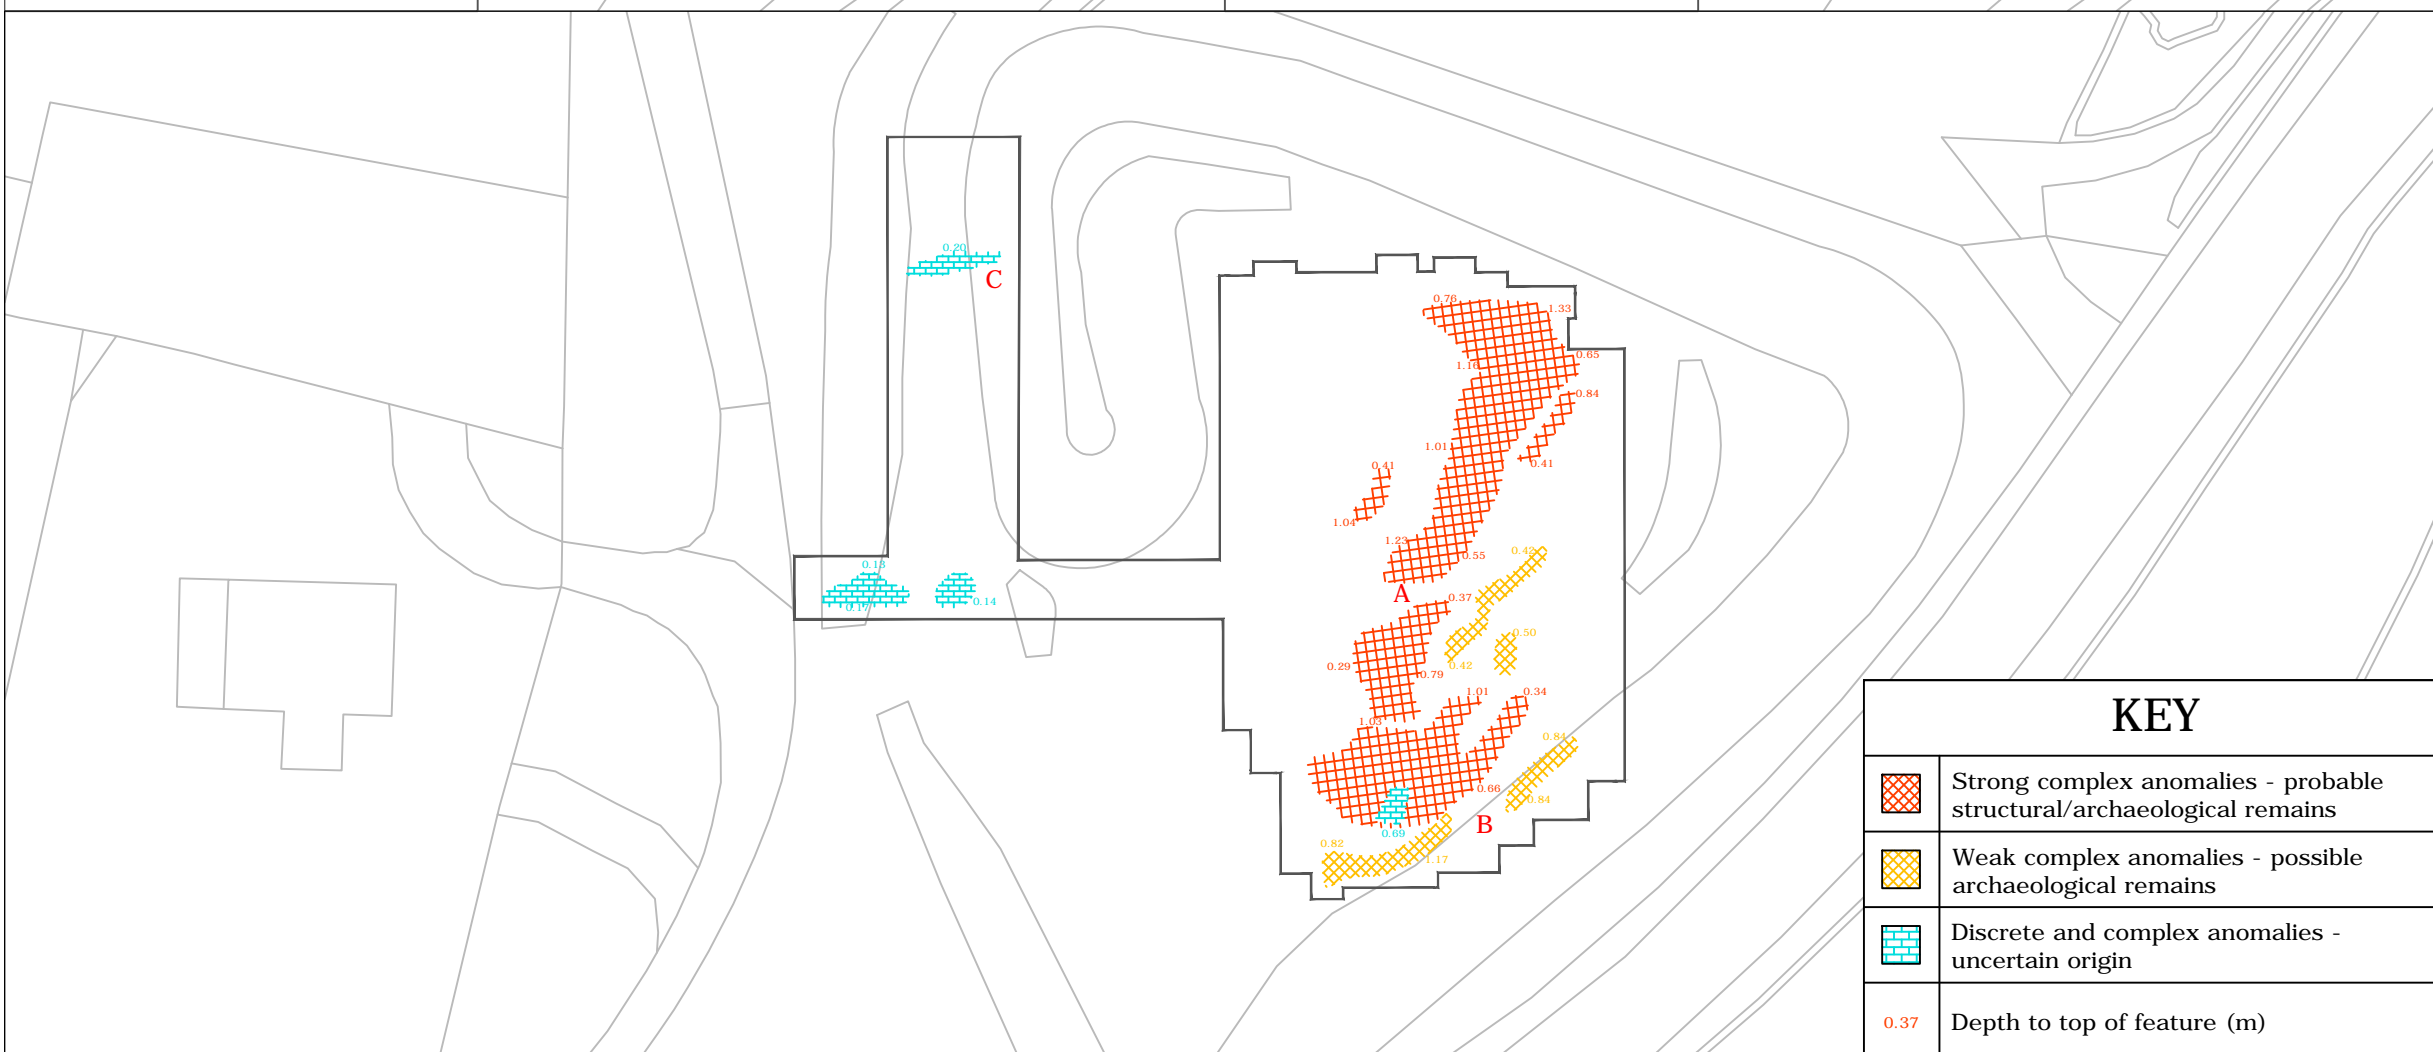 0.20
C
0.76
1.33
0.65
1.16
0.84
1.01
0.41
0.41
1.04
1.23
0.55
0.42
0.13
0.17
0.14
A
0.37
0.50
0.29
0.42
0.79
1.01
0.34
1.03
0.84
0.66
0.84
B
0.69
0.82
1.17
KEY
Strong complex anomalies - probable
structural/archaeological remains
Weak complex anomalies - possible
archaeological remains
Discrete and complex anomalies -
uncertain origin
0.37 Depth to top of feature (m)